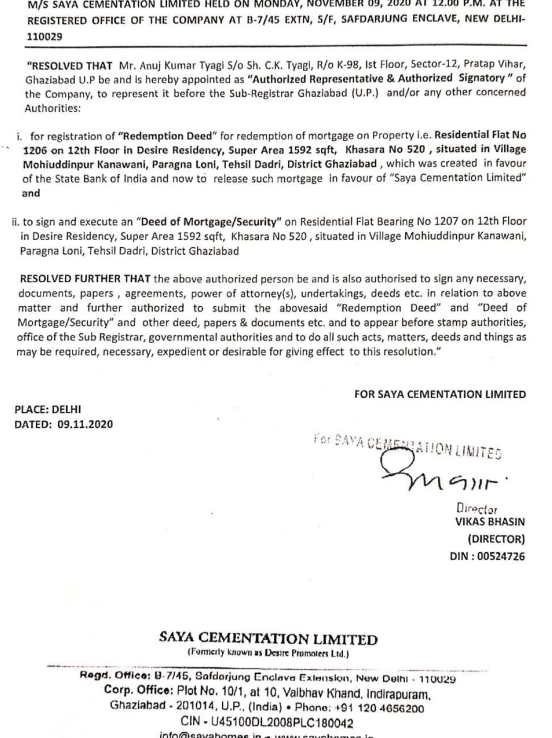 M/S SAYA CEMENTATION LIMITED HELD ON MONDAY, NOVEMBER 09, 2020 AT 12.00 P.M. AT THE
REGISTERED OFFICE OF THE COMPANY AT B-7/45 EXTN, S/F, SAFDARJUNG ENCLAVE, NEW DELHI-
110029
"RESOLVED THAT Mr. Anuj Kumar Tyagi S/o Sh. C.K. Tyagi, R/o K-98, Ist Floor, Sector-12, Pratap Vihar,
Ghaziabad U.P be and is hereby appointed as "Authorized Representative & Authorized Signatory " of
the Company, to represent it before the Sub-Registrar Ghaziabad (U.P.) and/or any other concerned
Authorities:
i. for registration of "Redemption Deed" for redemption of mortgage on Property i.e. Residential Flat No
1206 on 12th Floor in Desire Residency, Super Area 1592 sqft, Khasara No 520 , situated in Village
Mohiuddinpur Kanawani, Paragna Loni, Tehsil Dadri, District Ghaziabad , which was created in favour
of the State Bank of India and now to release such mortgage in favour of "Saya Cementation Limited"
and
ii. to sign and execute an "Deed of Mortgage/Security" on Residential Flat Bearing No 1207 on 12th Floor
in Desire Residency, Super Area 1592 sqft, Khasara No 520 , situated in Village Mohiuddinpur Kanawani,
Paragna Loni, Tehsil Dadri, District Ghaziabad
RESOLVED FURTHER THAT the above authorized person be and is also authorised to sign any necessary,
documents, papers , agreements, power of attorney(s), undertakings, deeds etc. in relation to above
matter and further authorized to submit the abovesaid "Redemption Deed" and "Deed of
Mortgage/Security" and other deed, papers & documents etc. and to appear before stamp authorities,
office of the Sub Registrar, governmental authorities and to do all such acts, matters, deeds and things as
may be required, necessary, expedient or desirable for giving effect to this resolution."
FOR SAYA CEMENTATION LIMITED
PLACE: DELHI
DATED: 09.11.2020
For SAYA CEMENTATION LIMITED
Director
VIKAS BHASIN
(DIRECTOR)
DIN : 00524726
SAYA CEMENTATION LIMITED
(Formerly known as Desire Promoters Ltd.)
Regd. Office: B-7/45, Safdarjung Enclave Extension, New Delhi - 110029
Corp. Office: Plot No. 10/1, at 10, Vaibhav Khand, Indirapuram,
Ghaziabad - 201014, U.P., (India) • Phone: +91 120 4656200
CIN - U45100DL2008PLC180042
info@sayahomes.in • www.sayahomes.in